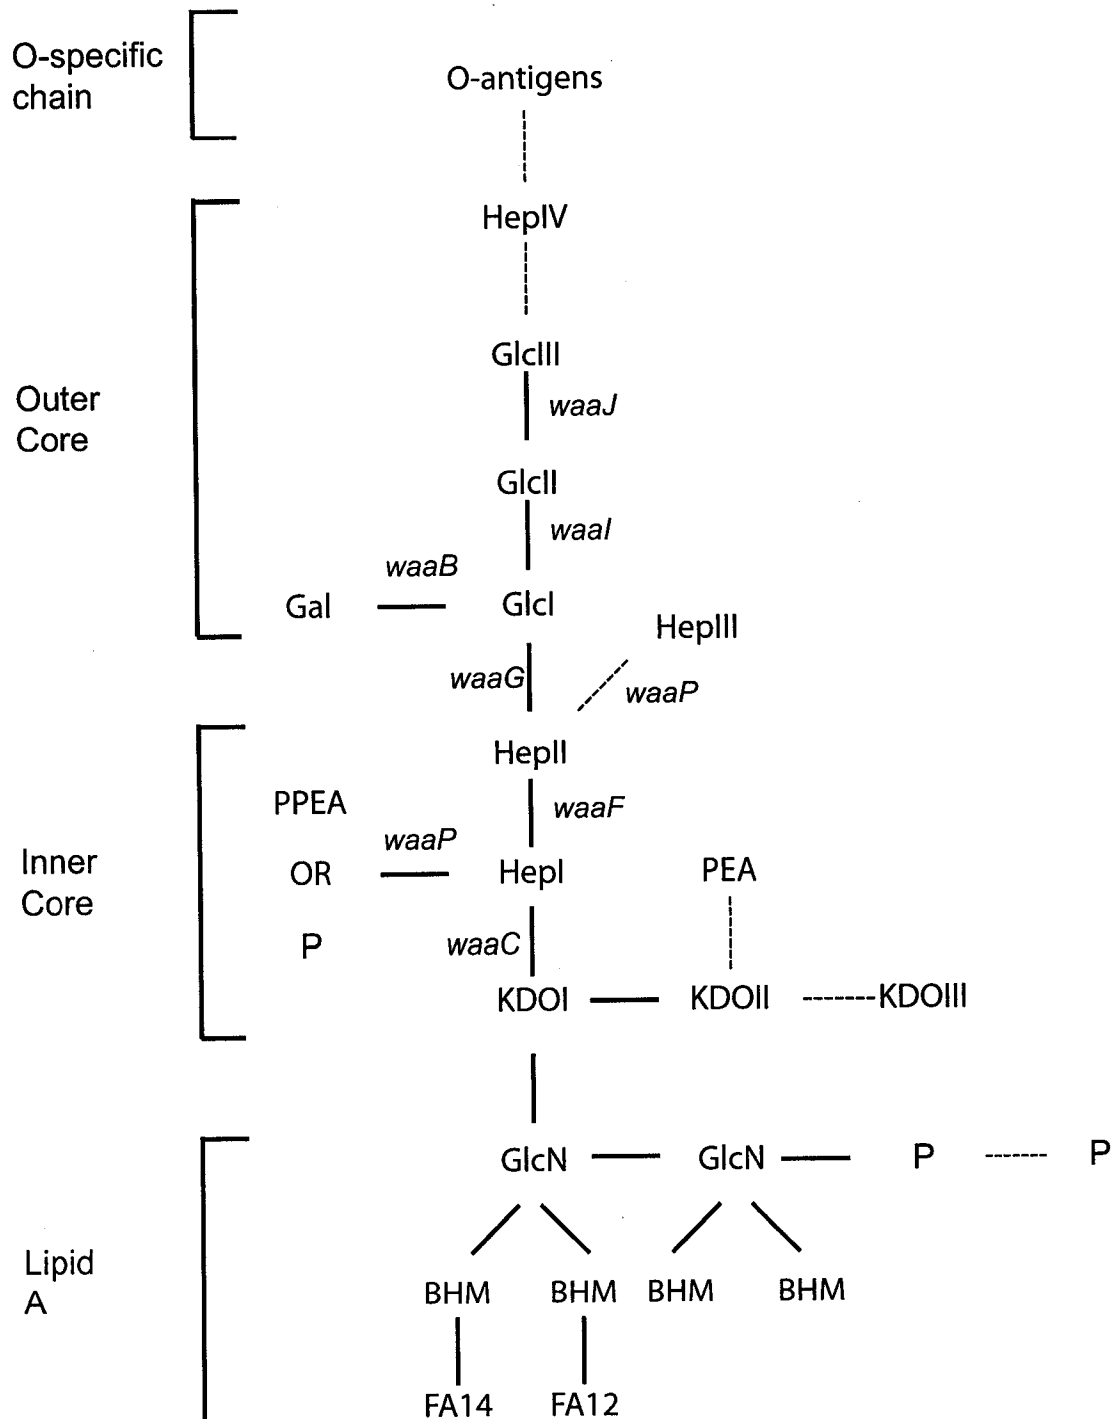 O-specific
chain
O-antigens
HepIV
GlcIII
Outer
Core
waaJ
GlcII
waaI
waaB
Gal
GlcI
HepIII
waaG
waaP
HepII
PPEA
waaF
waaP
Inner
Core
OR
HepI
PEA
P
waaC
KDOI
KDOII
KDOIII
GlcN
GlcN
P
P
Lipid
A
BHM
BHM
BHM
BHM
FA14
FA12